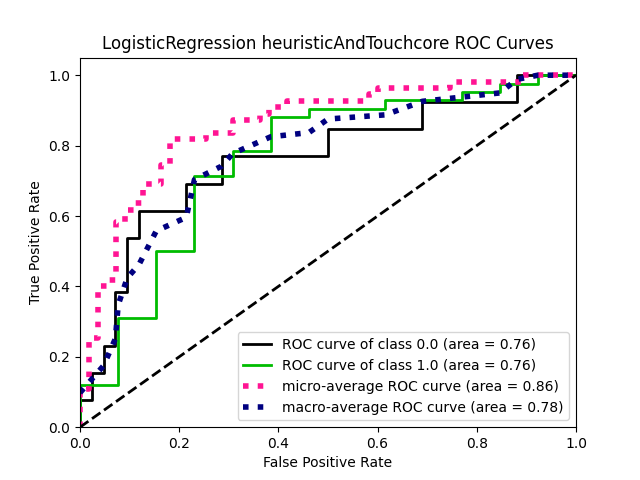 LogisticRegression heuristicAndTouchcore ROC Curves
1.0
0.8
0.6
0.4
0.2
0.0
True Positive Rate
ROC curve of class 0.0 (area = 0.76)
ROC curve of class 1.0 (area = 0.76)
micro-average ROC curve (area = 0.86)
macro-average ROC curve (area = 0.78)
0.0 0.2 0.4 0.6 0.8 1.0
False Positive Rate